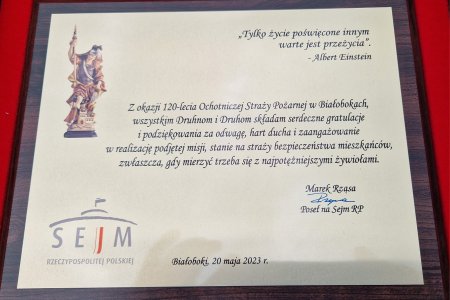 „Tylko życie poświęcone innym
warte jest przeżycia”.
- Albert Einstein
Z okazji 120-lecia Ochotniczej Straży Pożarnej w Białobokach,
wszystkim Druhnom i Druhom składam serdeczne gratulacje
i podziękowania za odwagę, hart ducha i zaangażowanie
w realizację podjętej misji, stanie na straży bezpieczeństwa mieszkańców,
zwłaszcza, gdy mierzyć trzeba się z najpotężniejszymi żywiołami.
Marek Rząsa
Poseł na Sejm RP
SEJM
RZECZYPOSPOLITEJ POLSKIEJ
Białoboki, 20 maja 2023 r.